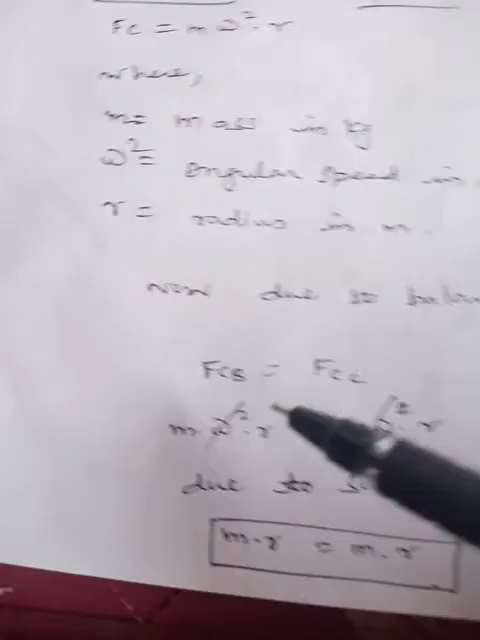 Fc = m ω². r
where,
m = mass in kg
ω² = angular speed in
r = radius in m.
Now due to
FcB = Fcc
m. ω². r ω². r
due to
m.r = m.r